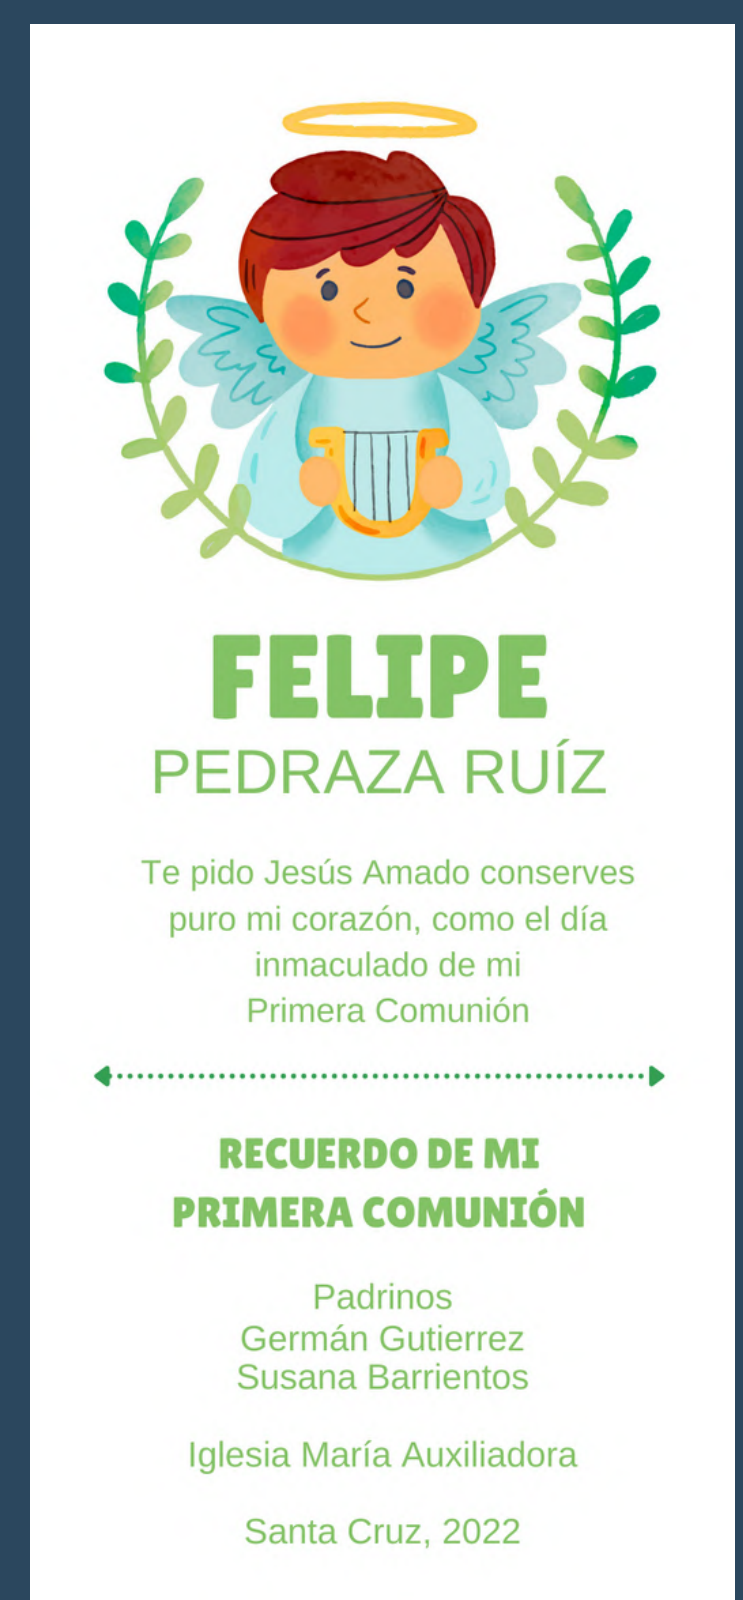 FELIPE
PEDRAZA RUÍZ
Te pido Jesús Amado conserves
puro mi corazón, como el día
inmaculado de mi
Primera Comunión
RECUERDO DE MI
PRIMERA COMUNIÓN
Padrinos
Germán Gutierrez
Susana Barrientos
Iglesia María Auxiliadora
Santa Cruz, 2022